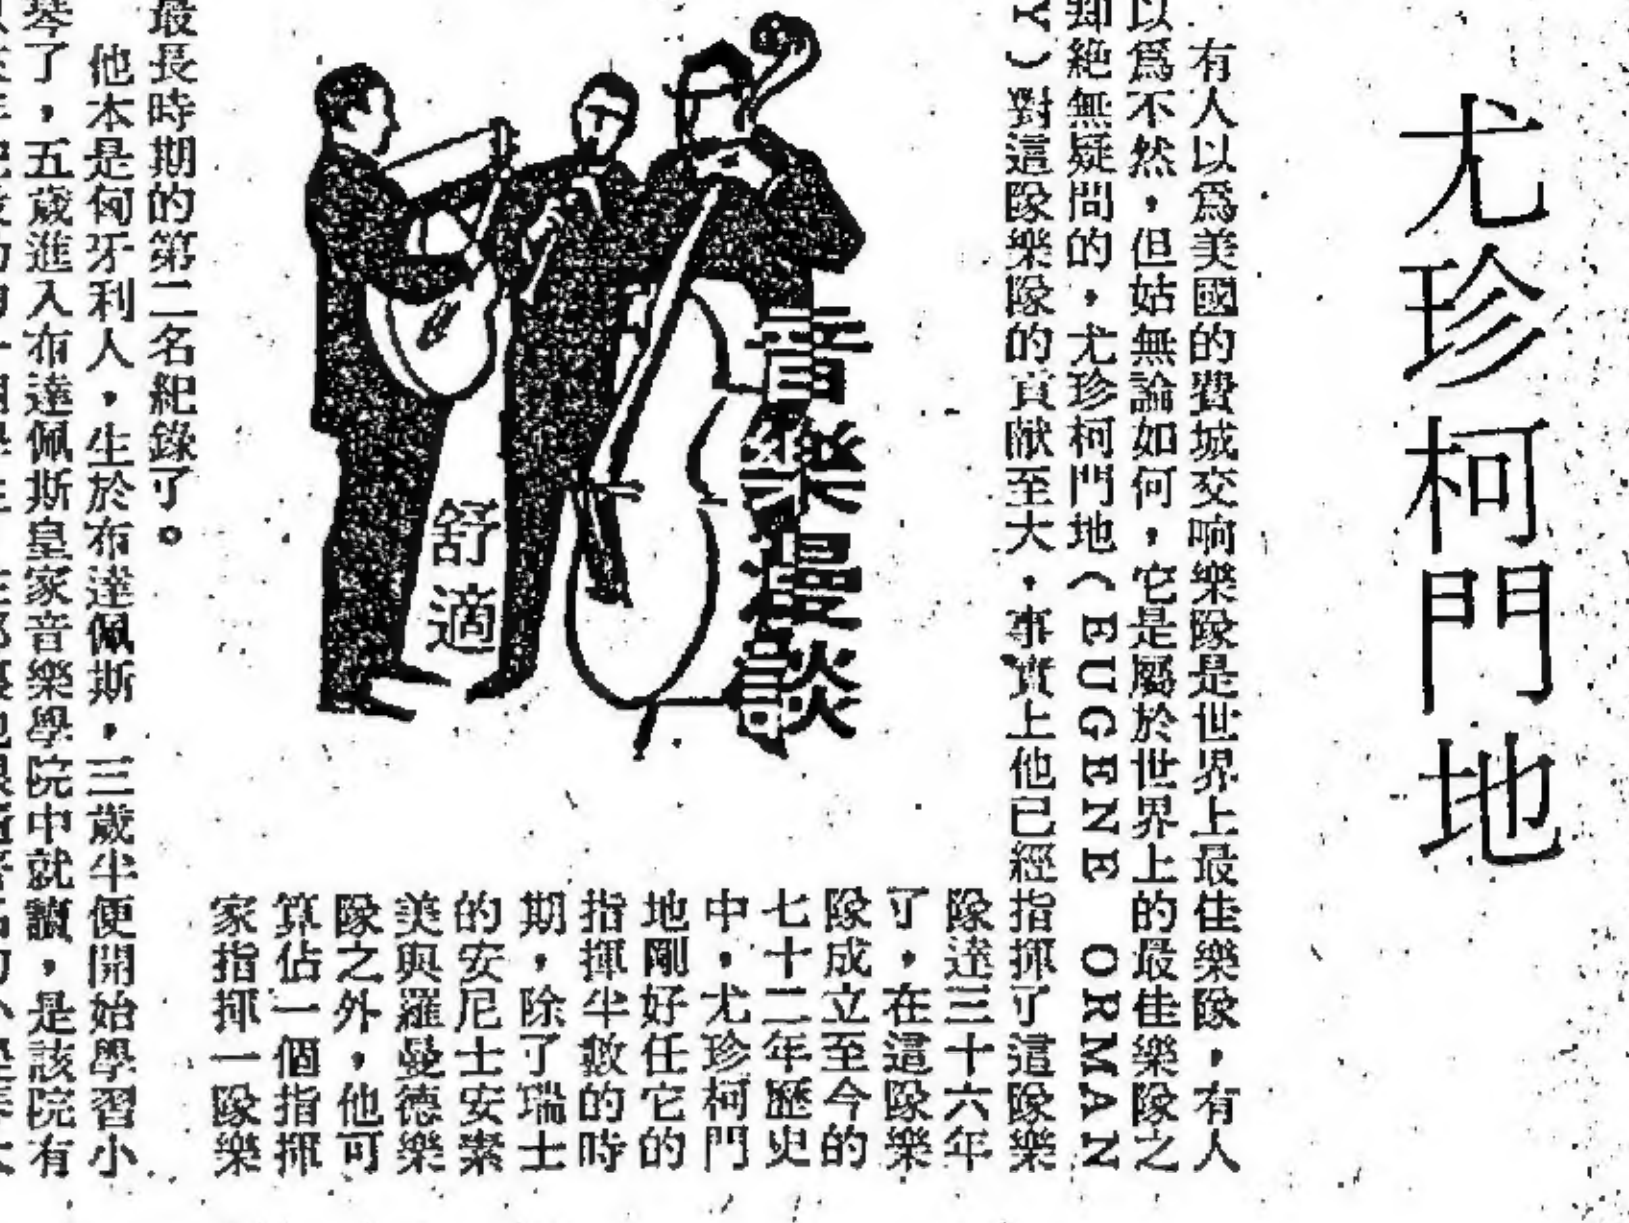 尤珍柯門地
有人以爲美國的費城交响樂隊是世界上最佳樂隊,有人
以爲不然,但姑無論如何,它是屬於世界上的最佳樂隊之
却絶無疑問的,尤珍柯門地(EUGENE ORMAN
Y)對這隊樂隊的貢献至大,事實上他已經指揮了這隊樂
隊達三十六年
了,在這隊樂
隊成立至今的
七十二年歷史
中,尤珍柯門
地剛好任它的
指揮半數的時
期,除了瑞士
的安尼士安素
美與羅曼德樂
隊之外,他可
算佔一個指揮
家指揮一隊樂
音樂漫談
舒適
最長時期的第二名紀錄了。
他本是匈牙利人,生於布達佩斯,三歲半便開始學習小
琴了,五歲進入布達佩斯皇家音樂學院中就讀,是該院有